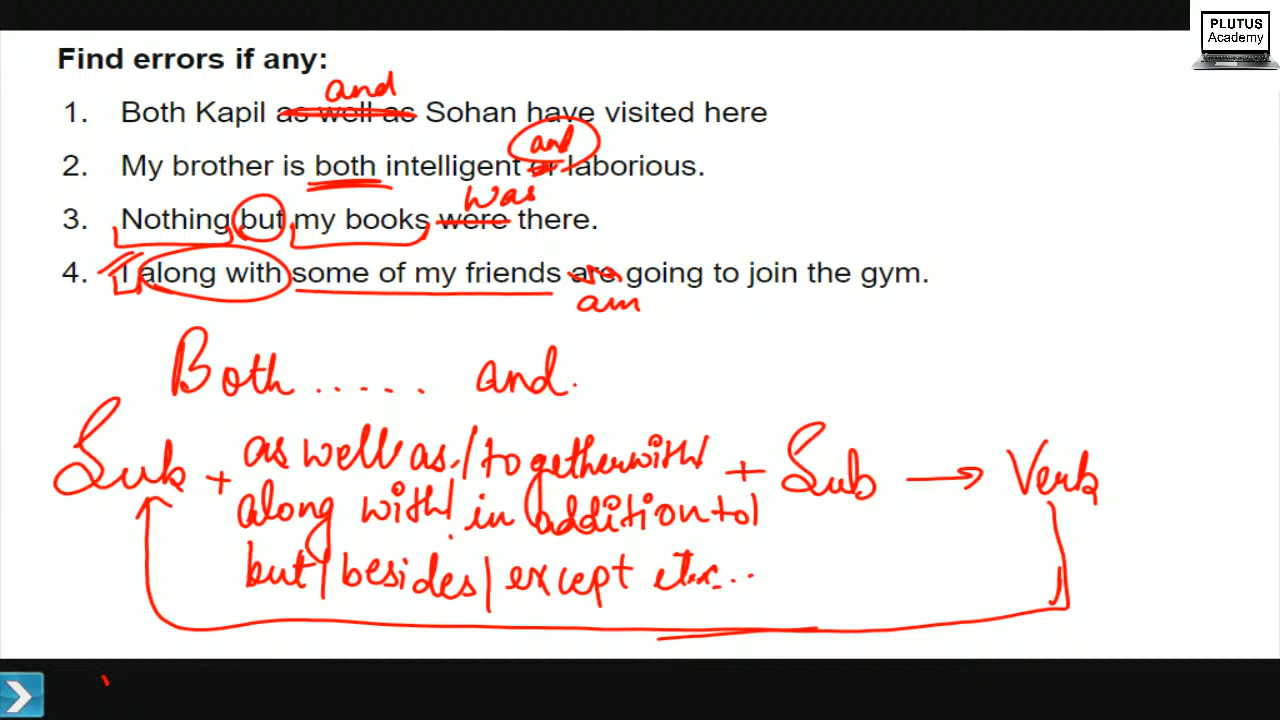 PLUTUS
Academy
Find errors if any:
and
1. Both Kapil as well as Sohan have visited here
and
2. My brother is both intelligent or laborious.
was
3. Nothing but my books were there.
4. I along with some of my friends are going to join the gym.
am
Both ..... and.
Sub + as well as / together with / + Sub → Verb
along with / in addition to /
but / besides / except etc...